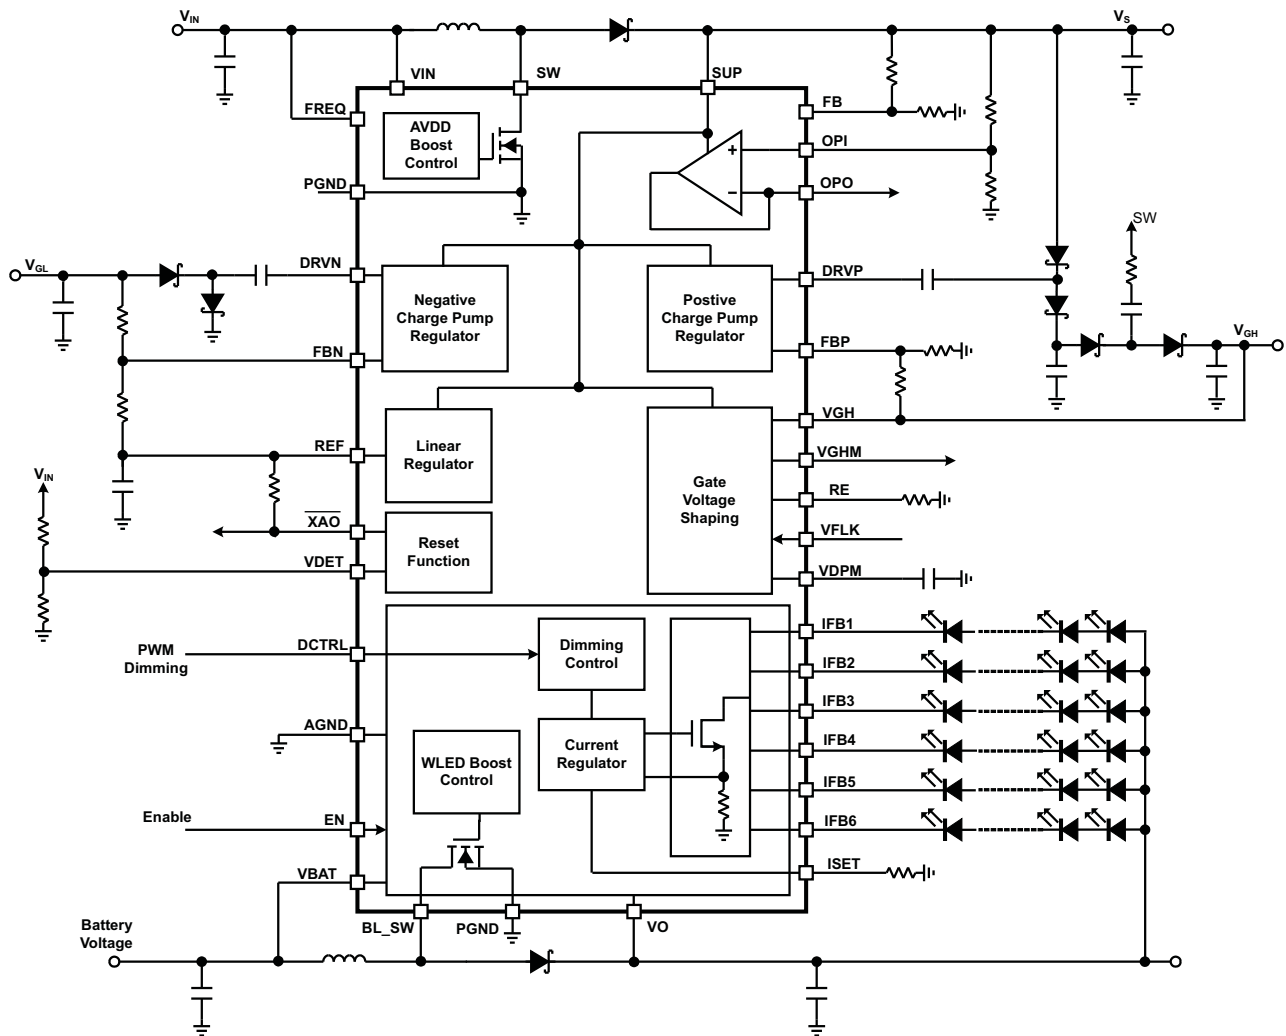 VIN
VS
VIN
SW
SUP
FREQ
FB
AVDD
Boost
Control
+
OPI
PGND
−
OPO
SW
VGL
DRVN
DRVP
Negative
Charge Pump
Regulator
Postive
Charge Pump
Regulator
VGH
FBN
FBP
VGH
REF
Linear
Regulator
VGHM
VIN
Gate
Voltage
Shaping
RE
XAO
VFLK
Reset
Function
VDET
VDPM
IFB1
PWM
Dimming
DCTRL
Dimming
Control
IFB2
IFB3
AGND
WLED Boost
Control
Current
Regulator
IFB4
IFB5
Enable
EN
IFB6
VBAT
ISET
Battery
Voltage
BL_SW
PGND
VO